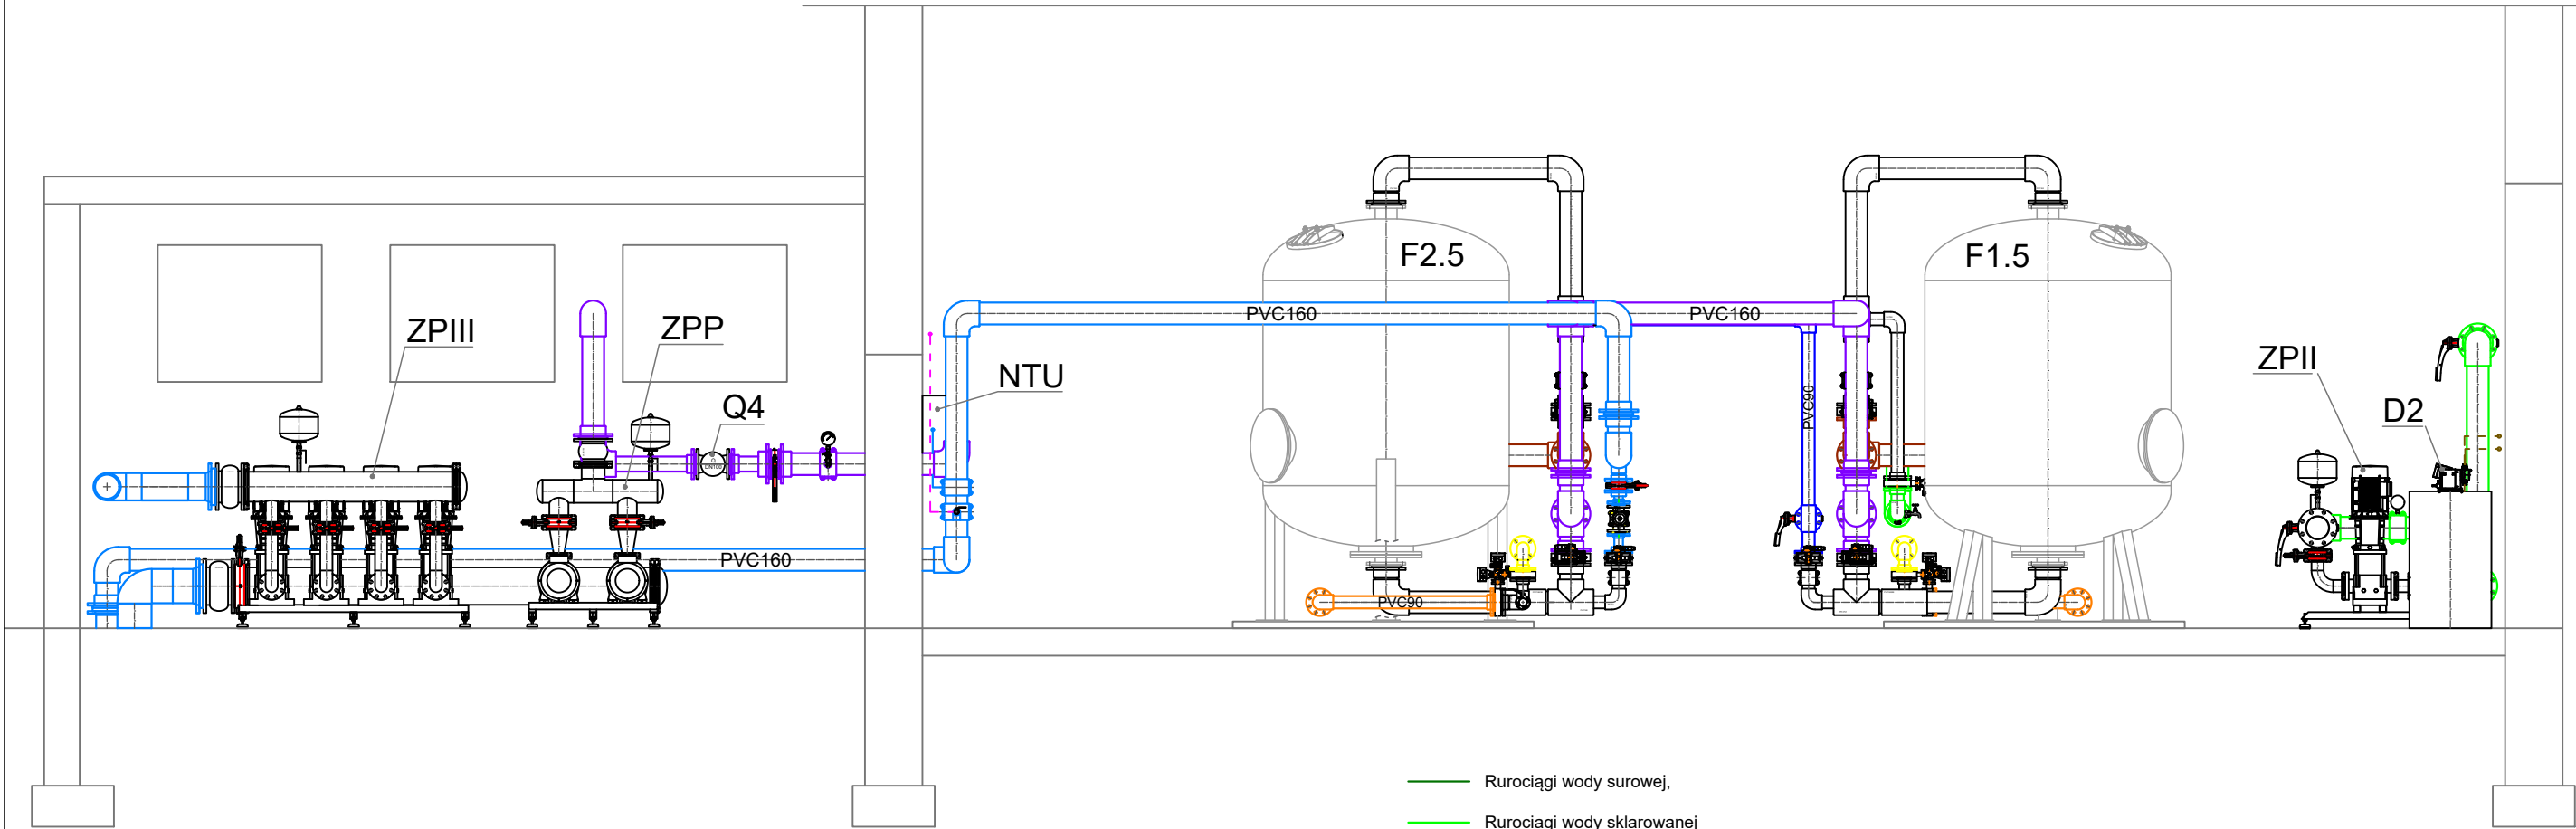 F2.5
F1.5
ZPIII
ZPP
PVC160
PVC160
ZPII
NTU
Q4
D2
PVC90
DN100
PVC160
PVC90
Rurociągi wody surowej,
Rurociągi wody sklarowanej